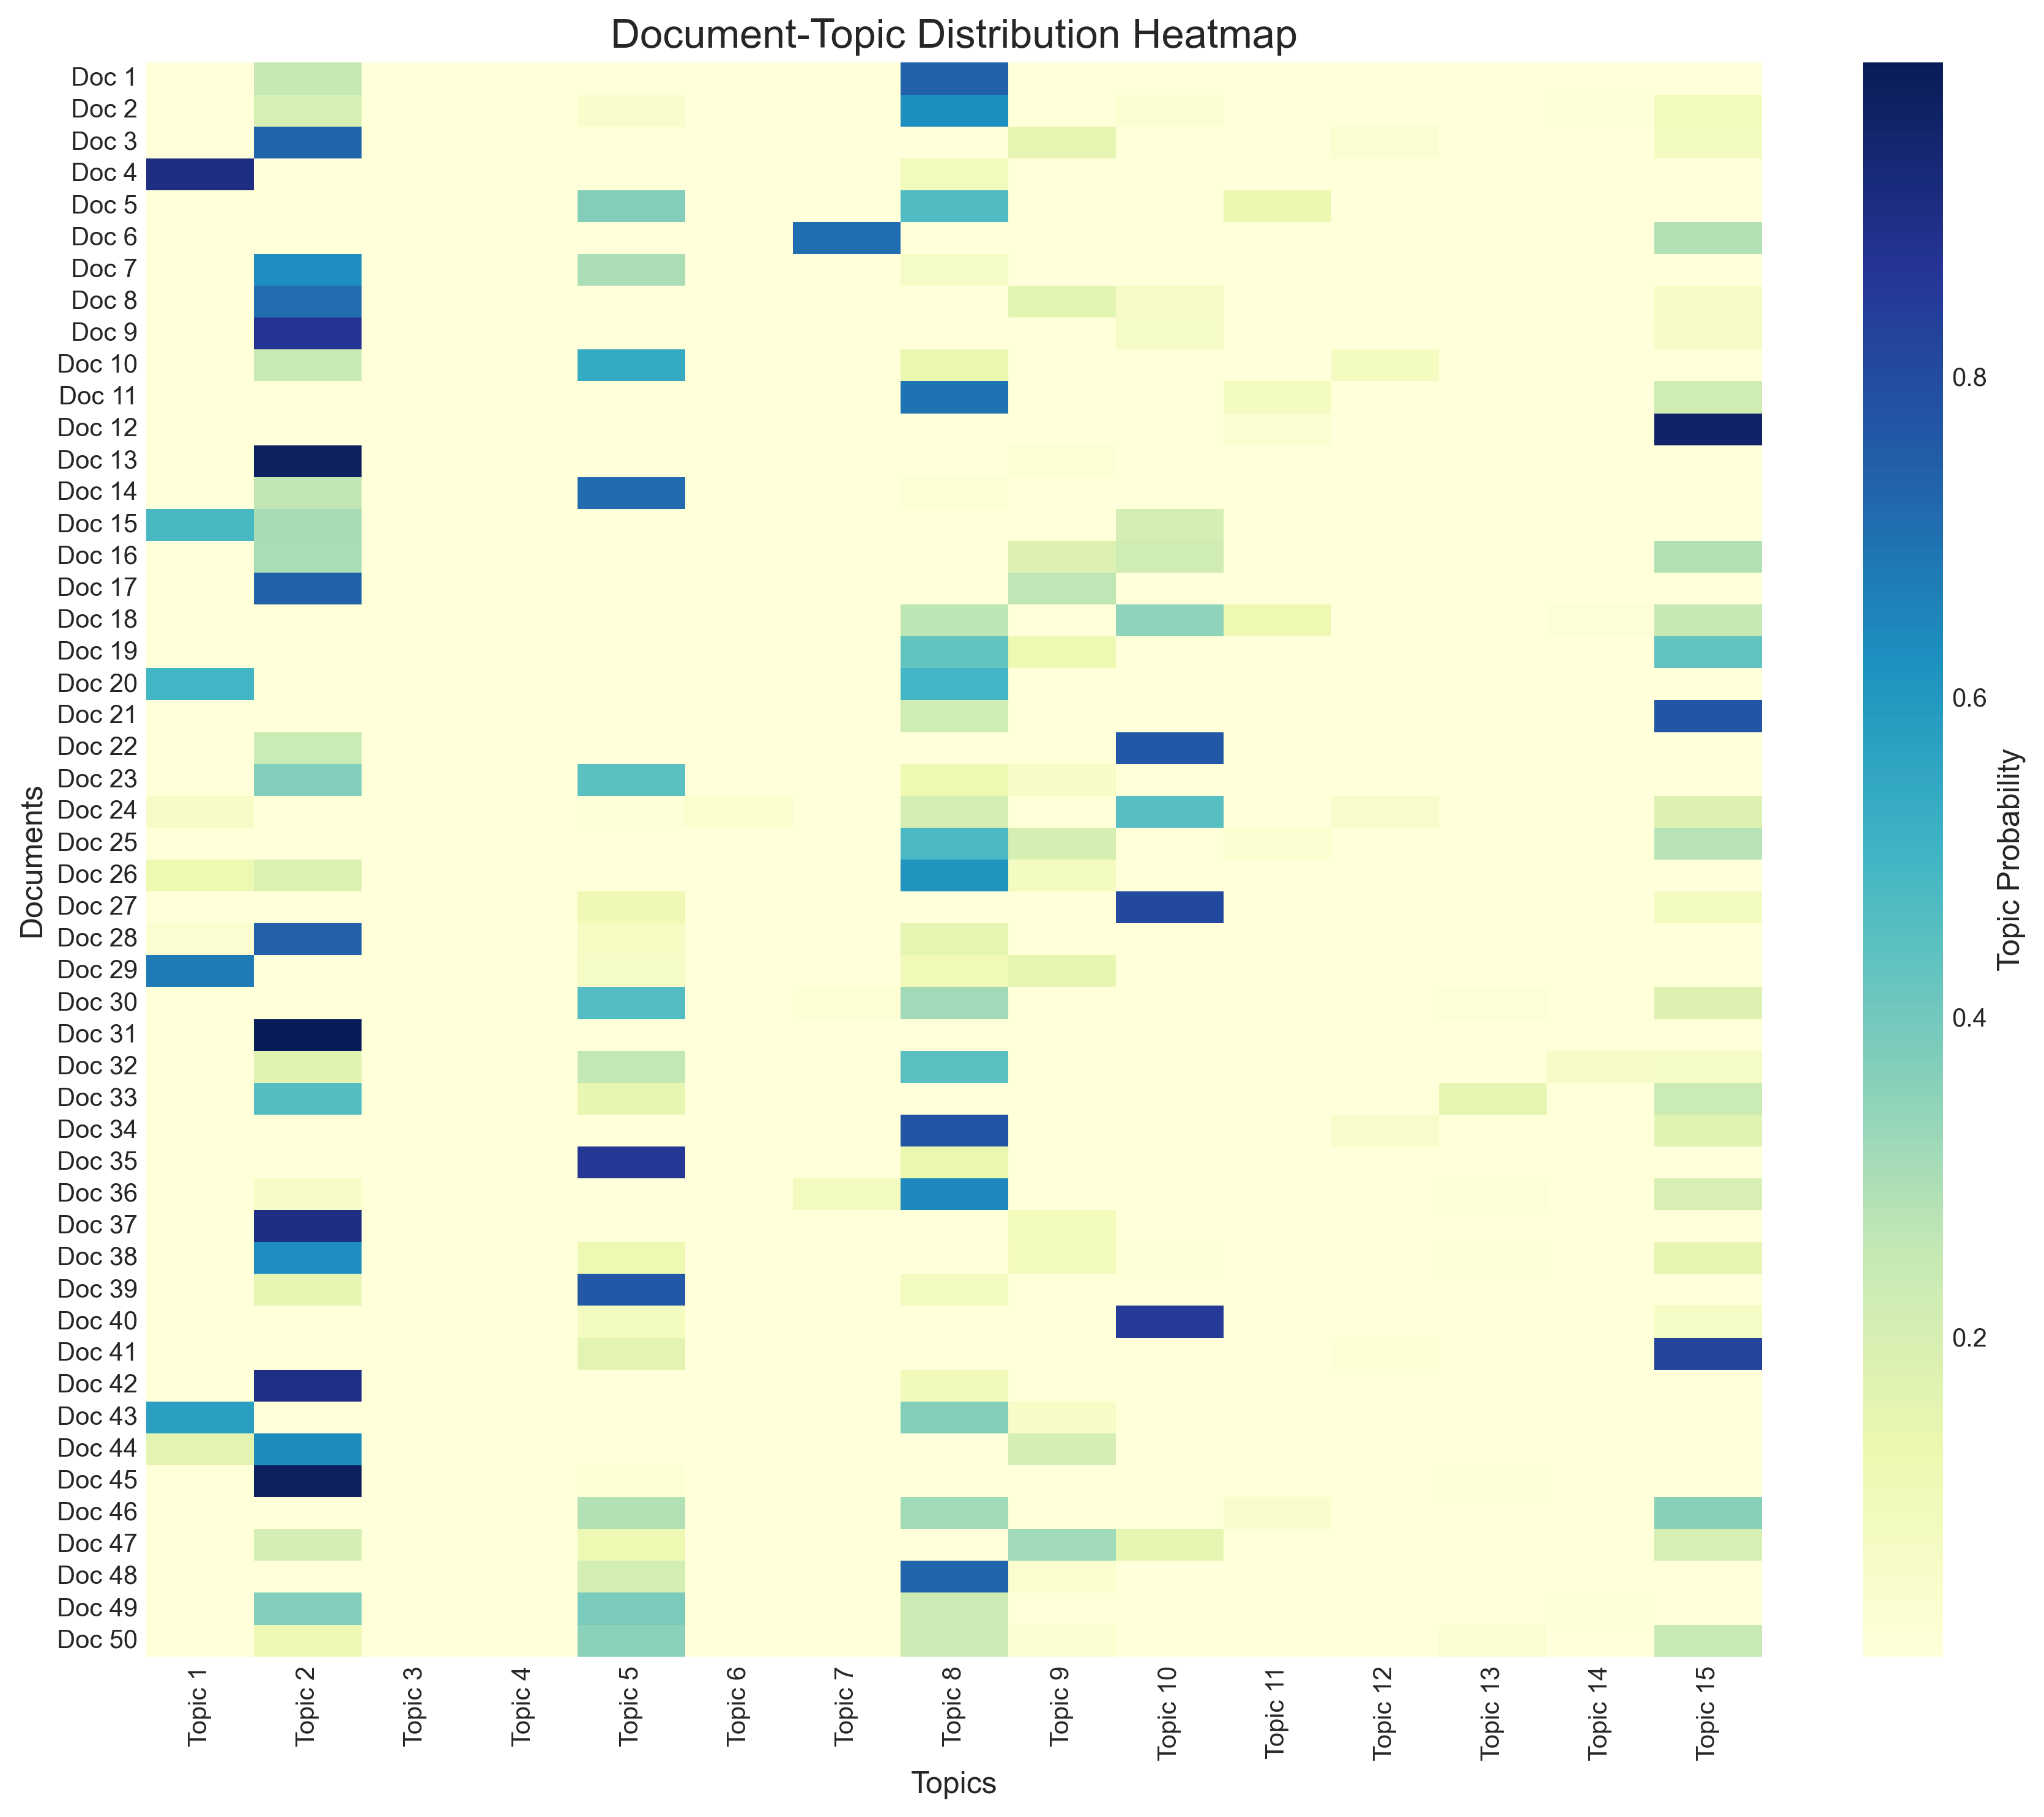 Document-Topic Distribution Heatmap
Documents
Doc 1
Doc 2
Doc 3
Doc 4
Doc 5
Doc 6
Doc 7
Doc 8
Doc 9
Doc 10
Doc 11
Doc 12
Doc 13
Doc 14
Doc 15
Doc 16
Doc 17
Doc 18
Doc 19
Doc 20
Doc 21
Doc 22
Doc 23
Doc 24
Doc 25
Doc 26
Doc 27
Doc 28
Doc 29
Doc 30
Doc 31
Doc 32
Doc 33
Doc 34
Doc 35
Doc 36
Doc 37
Doc 38
Doc 39
Doc 40
Doc 41
Doc 42
Doc 43
Doc 44
Doc 45
Doc 46
Doc 47
Doc 48
Doc 49
Doc 50
Topic 1
Topic 2
Topic 3
Topic 4
Topic 5
Topic 6
Topic 7
Topic 8
Topic 9
Topic 10
Topic 11
Topic 12
Topic 13
Topic 14
Topic 15
Topics
0.8
0.6
0.4
0.2
Topic Probability